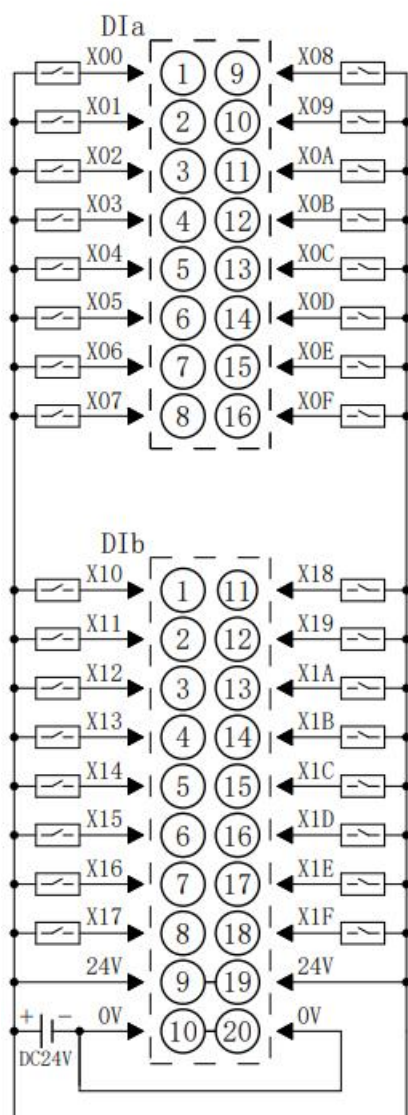 DIa
X00 1 9 X08
X01 2 10 X09
X02 3 11 X0A
X03 4 12 X0B
X04 5 13 X0C
X05 6 14 X0D
X06 7 15 X0E
X07 8 16 X0F
DIb
X10 1 11 X18
X11 2 12 X19
X12 3 13 X1A
X13 4 14 X1B
X14 5 15 X1C
X15 6 16 X1D
X16 7 17 X1E
X17 8 18 X1F
24V 9 19 24V
+ − 0V 10 20 0V
DC24V